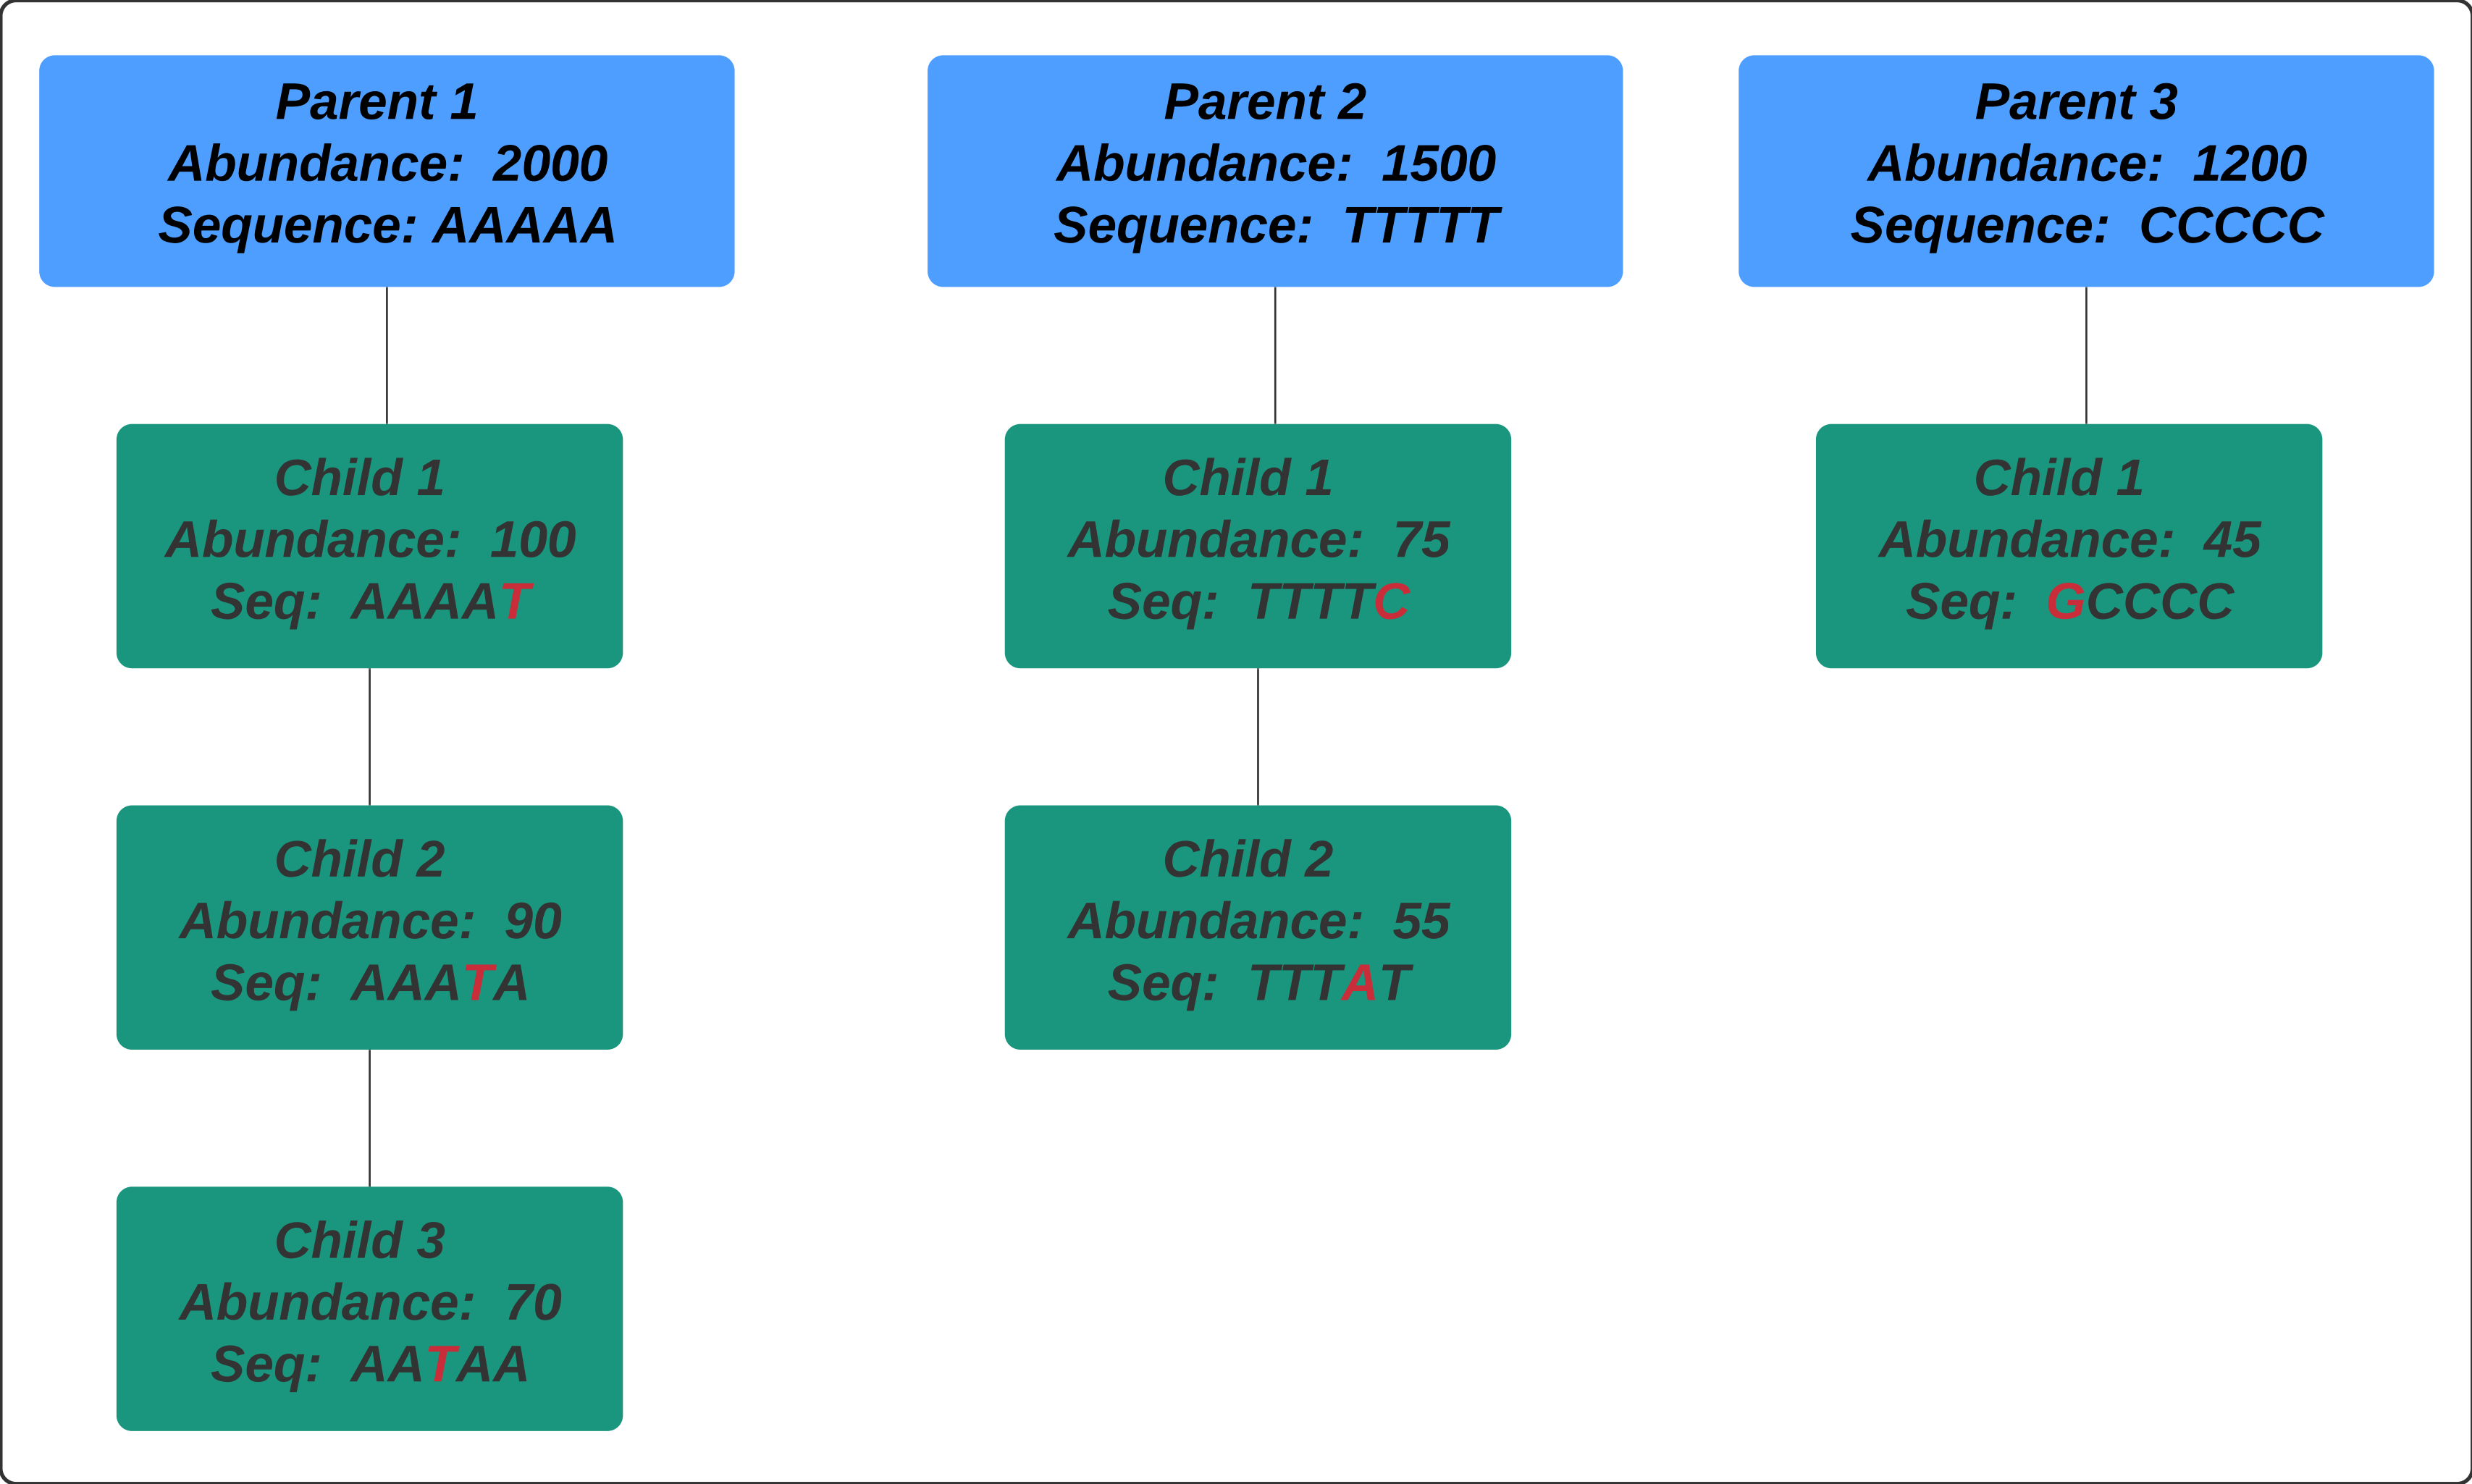 Parent 1
Abundance: 2000
Sequence: AAAAA
Parent 2
Abundance: 1500
Sequence: TTTTT
Parent 3
Abundance: 1200
Sequence: CCCCC
Child 1
Abundance: 100
Seq: AAAAT
Child 1
Abundance: 75
Seq: TTTTC
Child 1
Abundance: 45
Seq: GCCCC
Child 2
Abundance: 90
Seq: AAATA
Child 2
Abundance: 55
Seq: TTTAT
Child 3
Abundance: 70
Seq: AATAA